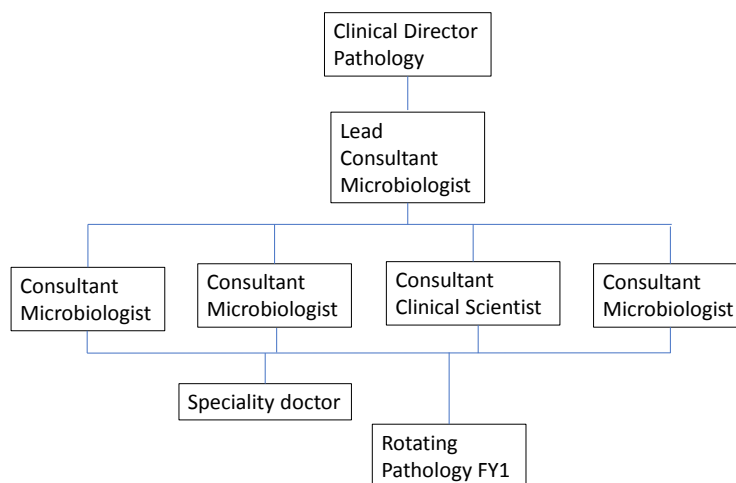 Clinical Director
Pathology
Lead
Consultant
Microbiologist
Consultant
Microbiologist
Consultant
Microbiologist
Consultant
Clinical Scientist
Consultant
Microbiologist
Speciality doctor
Rotating
Pathology FY1